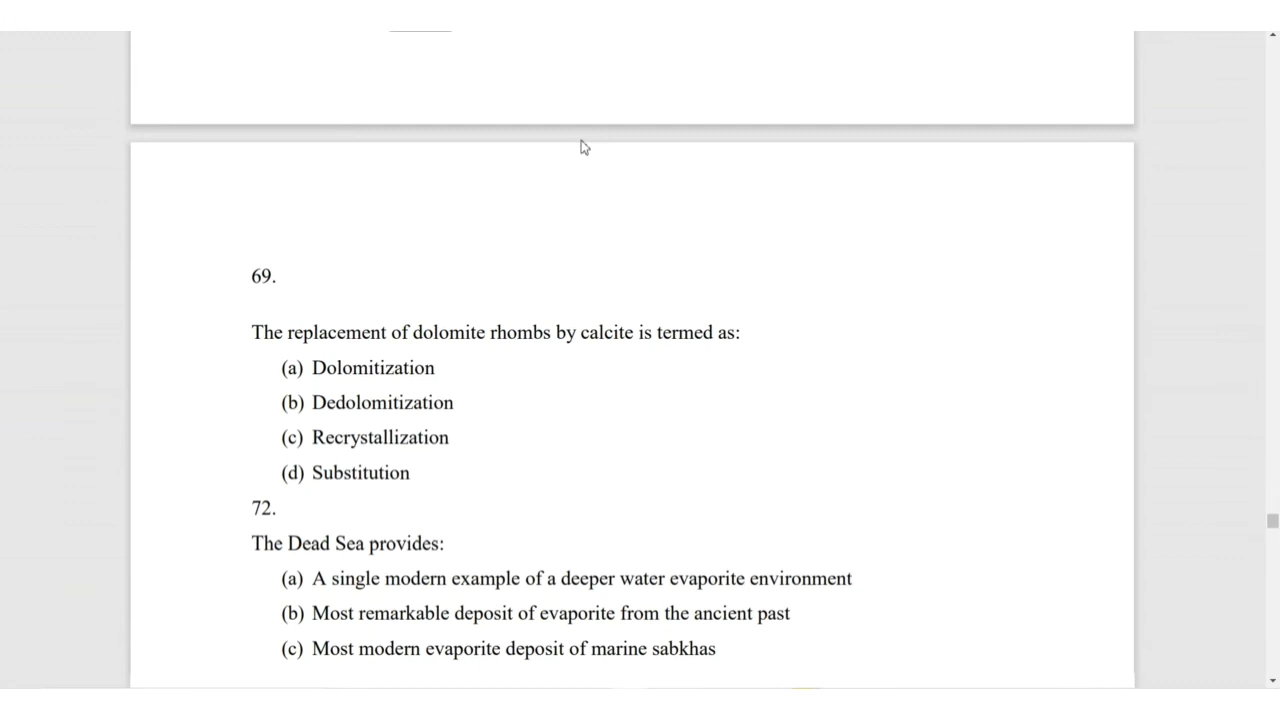 69.
The replacement of dolomite rhombs by calcite is termed as:
(a) Dolomitization
(b) Dedolomitization
(c) Recrystallization
(d) Substitution
72.
The Dead Sea provides:
(a) A single modern example of a deeper water evaporite environment
(b) Most remarkable deposit of evaporite from the ancient past
(c) Most modern evaporite deposit of marine sabkhas